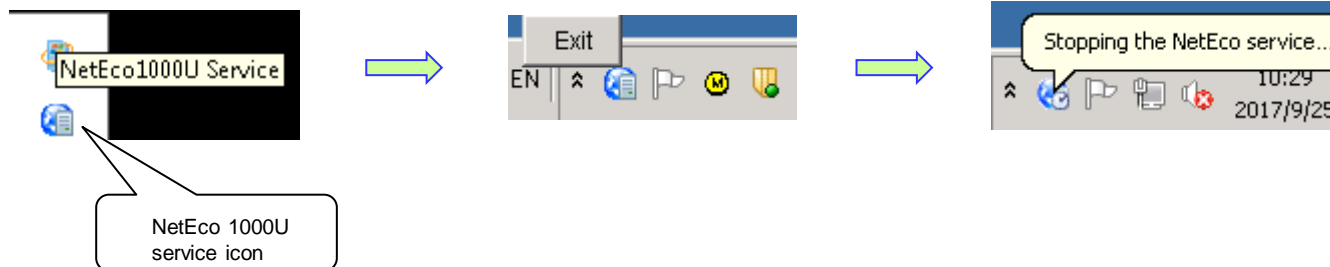 NetEco1000U Service
NetEco 1000U
service icon
Exit
EN
M
Stopping the NetEco service...
10:29
2017/9/25